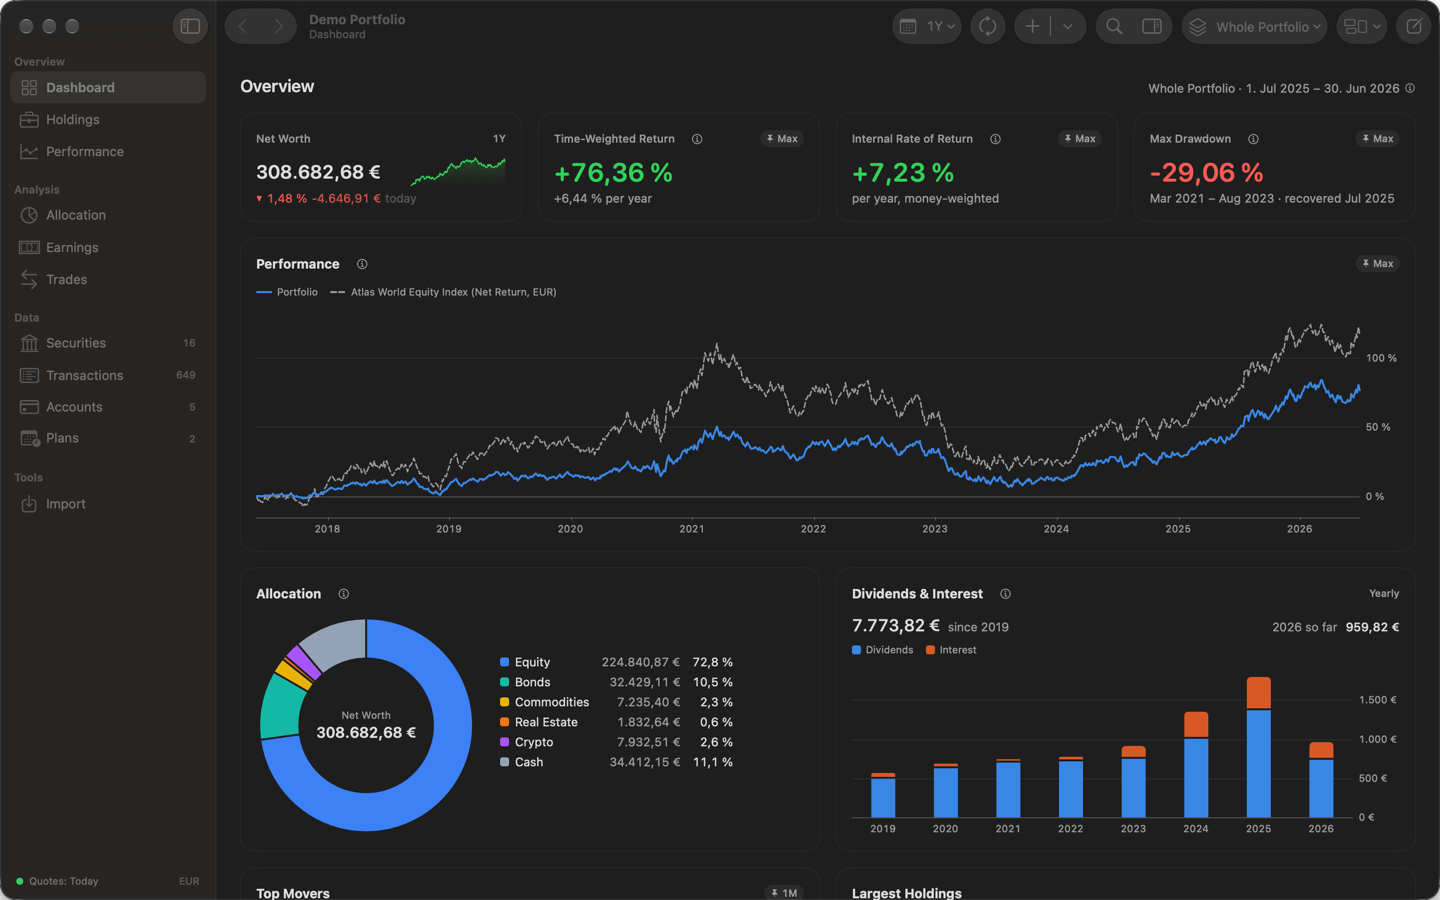 Demo Portfolio
Dashboard
1Y
Whole Portfolio
Overview
Dashboard
Holdings
Performance
Analysis
Allocation
Earnings
Trades
Data
Securities 16
Transactions 649
Accounts 5
Plans 2
Tools
Import
Quotes: Today EUR
Overview
Whole Portfolio · 1. Jul 2025 – 30. Jun 2026
Net Worth 1Y
308.682,68 €
▼ 1,48 % -4.646,91 € today
Time-Weighted Return Max
+76,36 %
+6,44 % per year
Internal Rate of Return Max
+7,23 %
per year, money-weighted
Max Drawdown Max
-29,06 %
Mar 2021 – Aug 2023 · recovered Jul 2025
Performance Max
Portfolio Atlas World Equity Index (Net Return, EUR)
100 %
50 %
0 %
2018 2019 2020 2021 2022 2023 2024 2025 2026
Allocation
Net Worth
308.682,68 €
Equity 224.840,87 € 72,8 %
Bonds 32.429,11 € 10,5 %
Commodities 7.235,40 € 2,3 %
Real Estate 1.832,64 € 0,6 %
Crypto 7.932,51 € 2,6 %
Cash 34.412,15 € 11,1 %
Dividends & Interest Yearly
7.773,82 € since 2019 2026 so far 959,82 €
Dividends Interest
1.500 €
1.000 €
500 €
0 €
2019 2020 2021 2022 2023 2024 2025 2026
Top Movers 1M
Largest Holdings